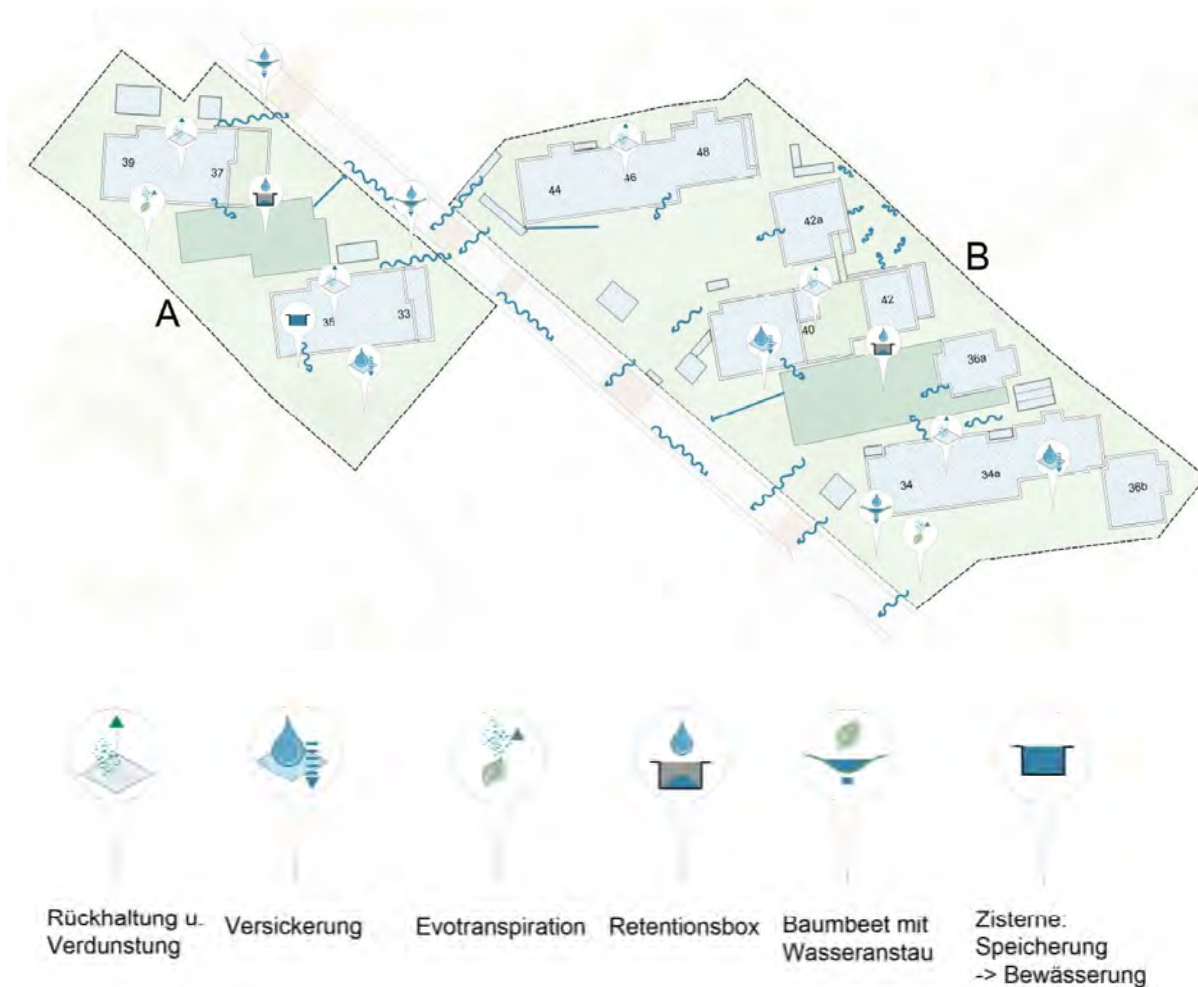 39
37
A
35
33
44
46
48
42a
B
42
40
36a
34
34a
36b
Rückhaltung u.
Verdunstung
Versickerung
Evotranspiration
Retentionsbox
Baumbeet mit
Wasseranstau
Zisterne:
Speicherung
-> Bewässerung